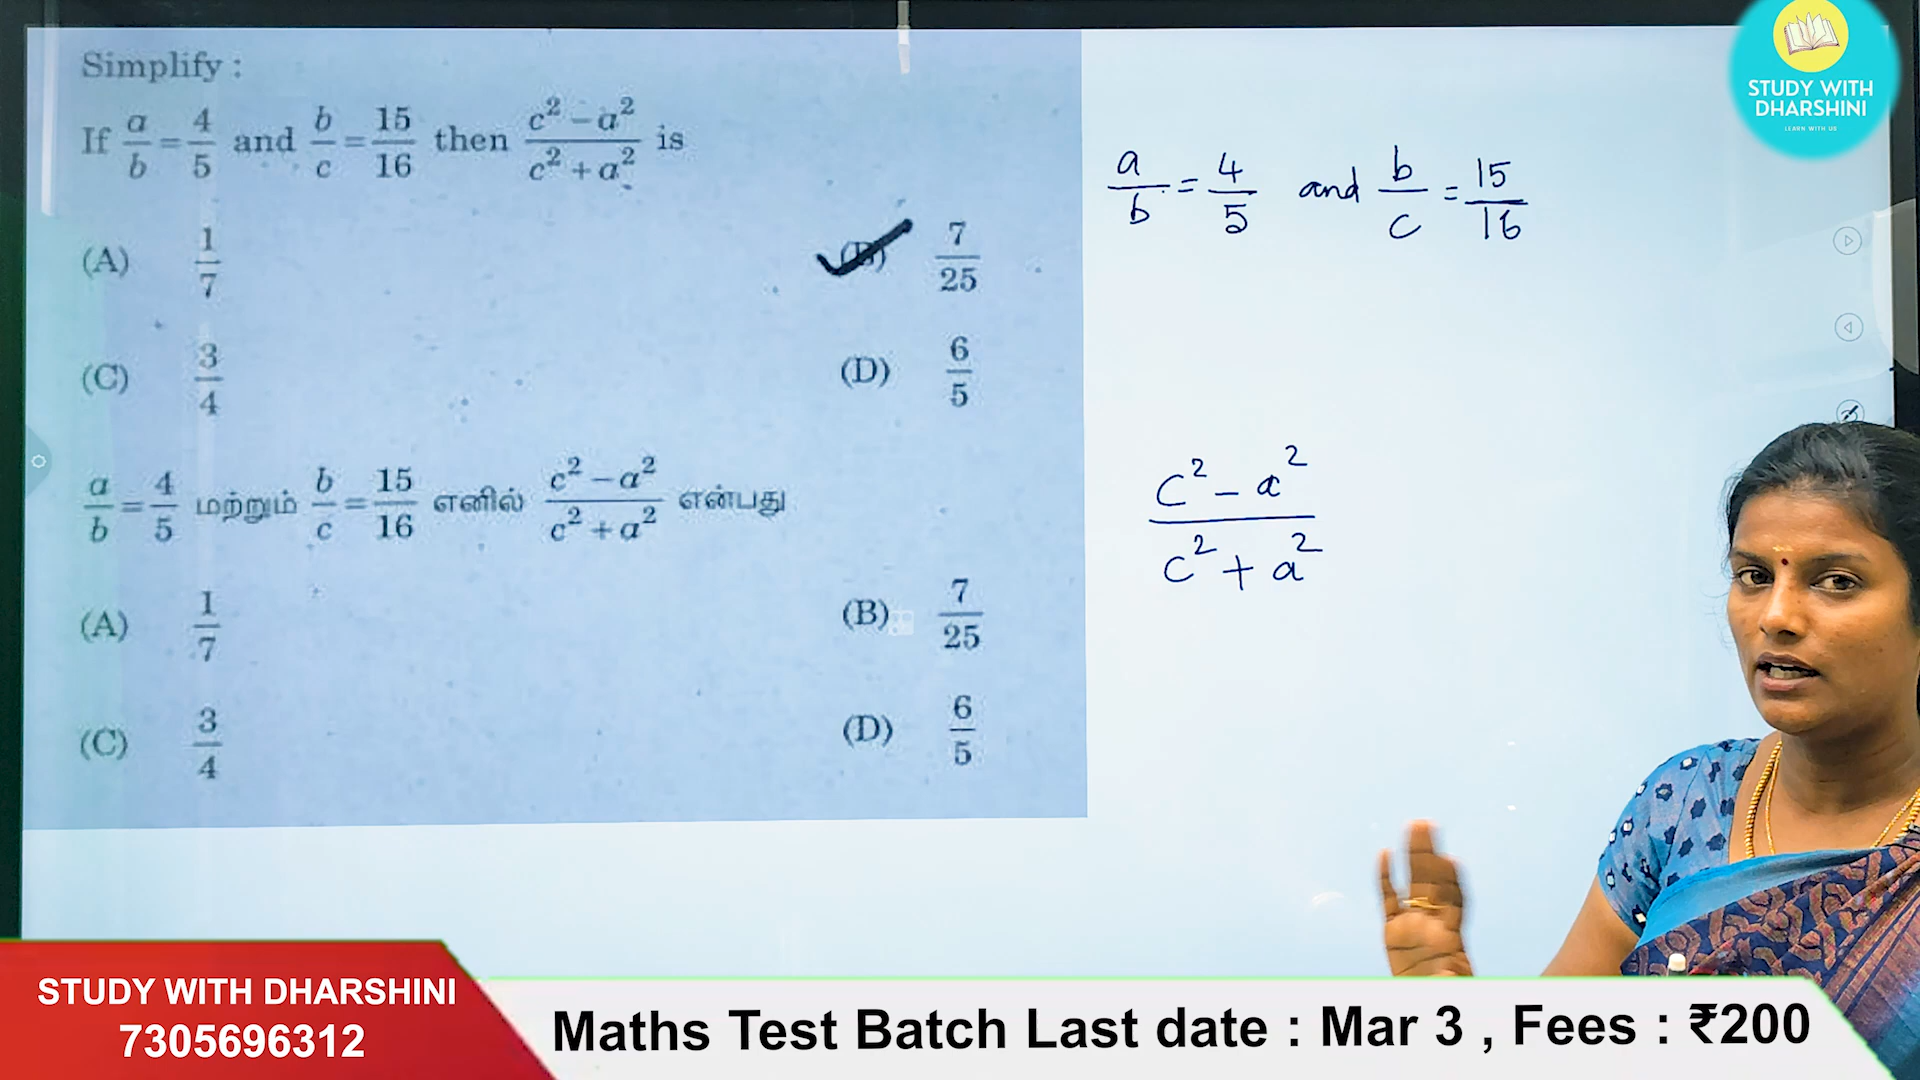 Simplify :
If a/b = 4/5 and b/c = 15/16 then (c² - a²)/(c² + a²) is
(A) 1/7 (B) 7/25
(C) 3/4 (D) 6/5
a/b = 4/5 மற்றும் b/c = 15/16 எனில் (c² - a²)/(c² + a²) என்பது
(A) 1/7 (B) 7/25
(C) 3/4 (D) 6/5
a/b = 4/5 and b/c = 15/16
(c² - a²)/(c² + a²)
STUDY WITH
DHARSHINI
LEARN WITH US
STUDY WITH DHARSHINI
7305696312
Maths Test Batch Last date : Mar 3 , Fees : ₹200